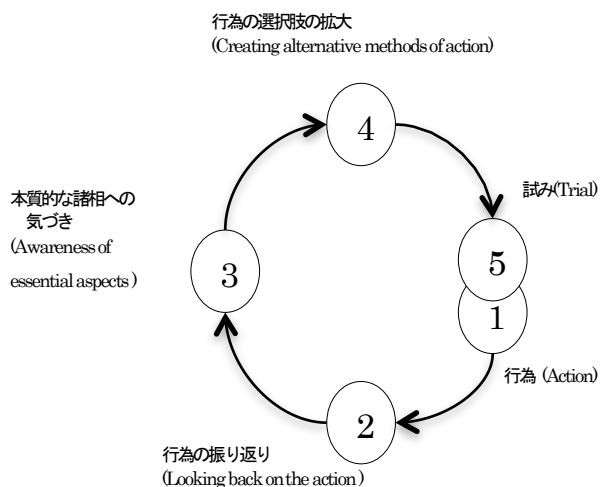 行為の選択肢の拡大
(Creating alternative methods of action)
4
試み(Trial)
本質的な諸相への
気づき
(Awareness of
essential aspects )
3
5
1
行為 (Action)
2
行為の振り返り
(Looking back on the action )